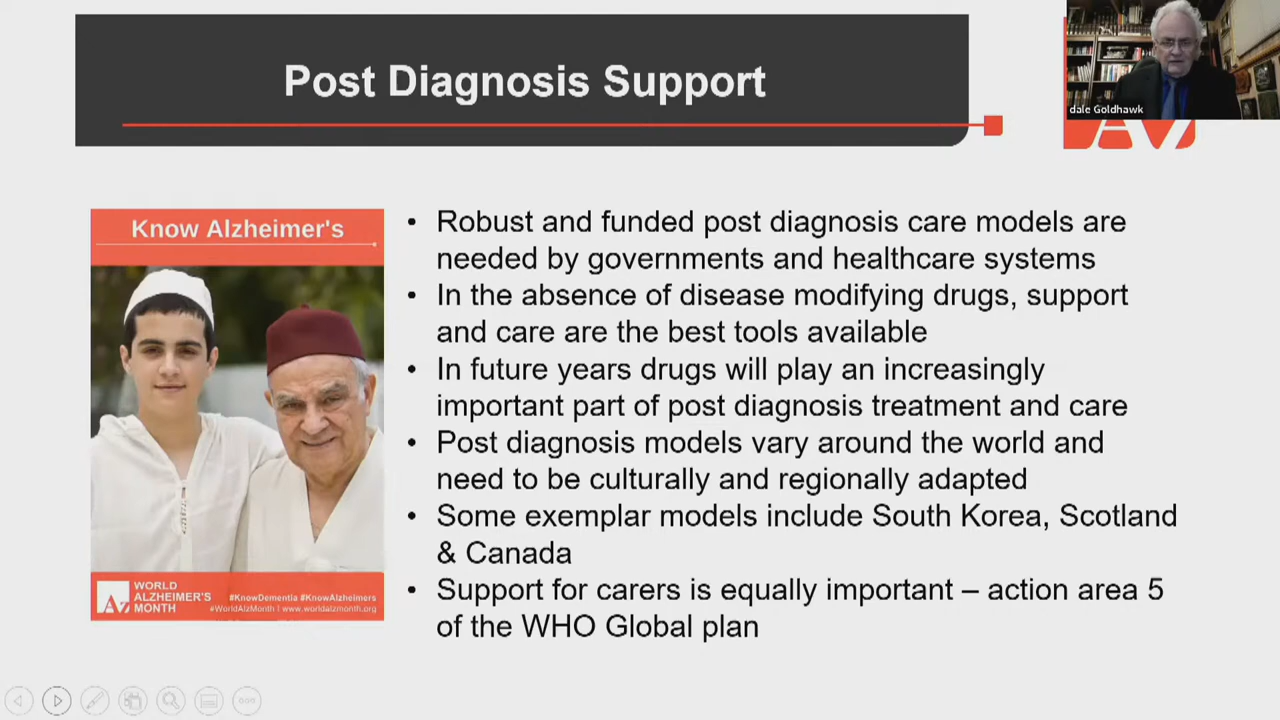 Post Diagnosis Support
dale Goldhawk
Know Alzheimer's
• Robust and funded post diagnosis care models are
needed by governments and healthcare systems
• In the absence of disease modifying drugs, support
and care are the best tools available
• In future years drugs will play an increasingly
important part of post diagnosis treatment and care
• Post diagnosis models vary around the world and
need to be culturally and regionally adapted
• Some exemplar models include South Korea, Scotland
& Canada
• Support for carers is equally important – action area 5
of the WHO Global plan
WORLD
ALZHEIMER'S
MONTH
#KnowDementia #KnowAlzheimers
#WorldAlzMonth | www.worldalzmonth.org